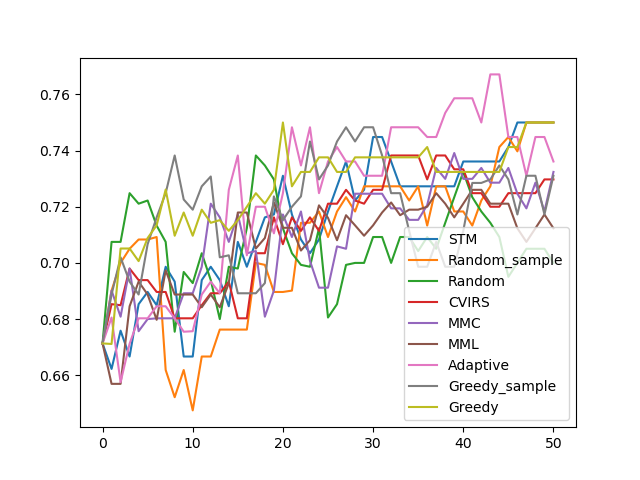 0.76
0.74
0.72
0.70
0.68
0.66
0
10
20
30
40
50
STM
Random_sample
Random
CVIRS
MMC
MML
Adaptive
Greedy_sample
Greedy